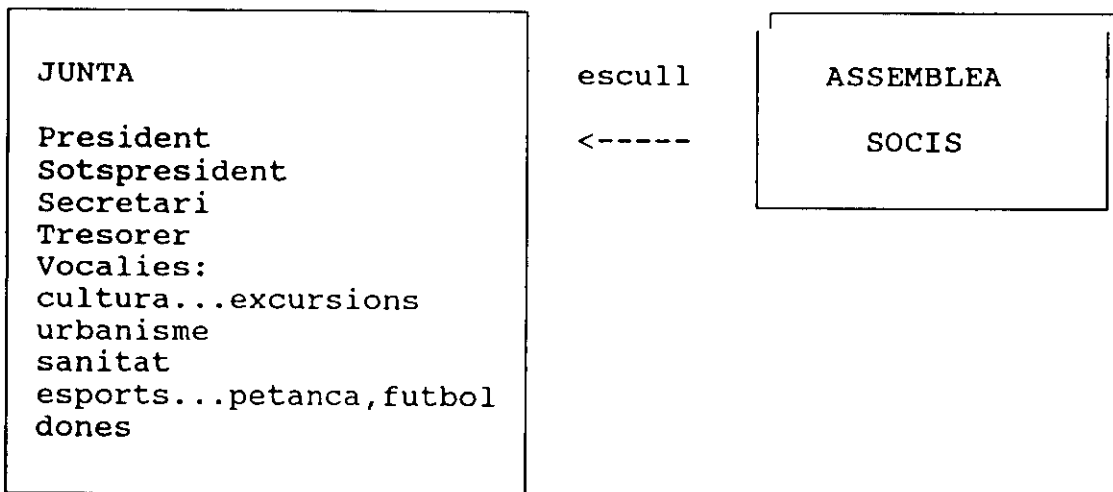 JUNTA
President
Sotspresident
Secretari
Tresorer
Vocalies:
cultura...excursions
urbanisme
sanitat
esports...petanca,futbol
dones
escull
<-----
ASSEMBLEA
SOCIS